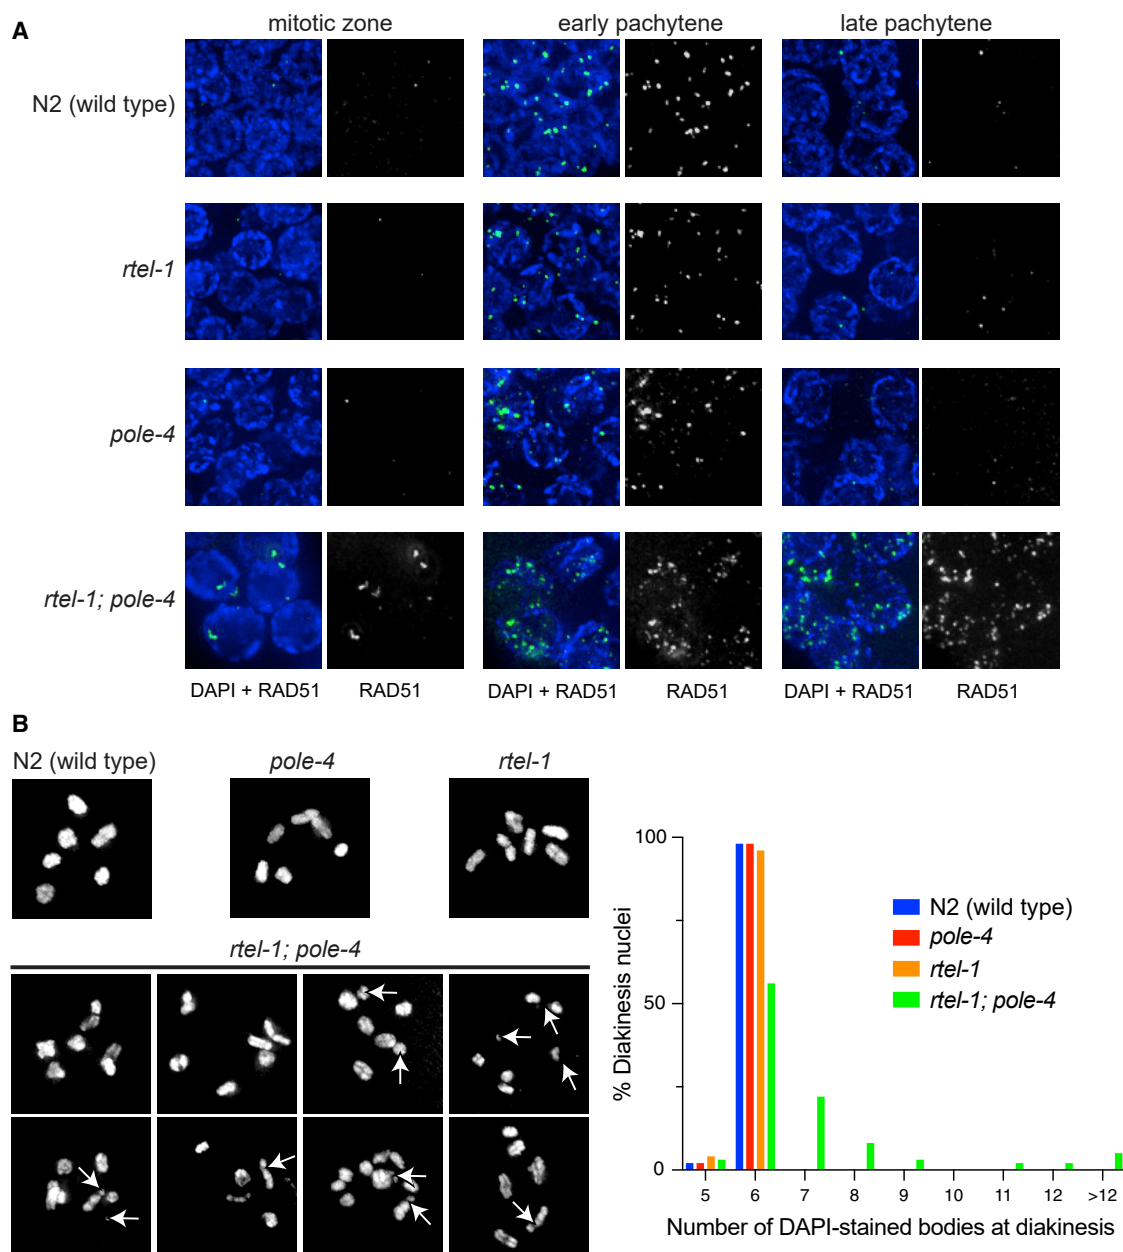 A
mitotic zone early pachytene late pachytene
N2 (wild type)
rtel-1
pole-4
rtel-1; pole-4
DAPI + RAD51 RAD51 DAPI + RAD51 RAD51 DAPI + RAD51 RAD51
B
N2 (wild type) pole-4 rtel-1
rtel-1; pole-4
% Diakinesis nuclei
100
50
0
N2 (wild type)
pole-4
rtel-1
rtel-1; pole-4
5 6 7 8 9 10 11 12 >12
Number of DAPI-stained bodies at diakinesis